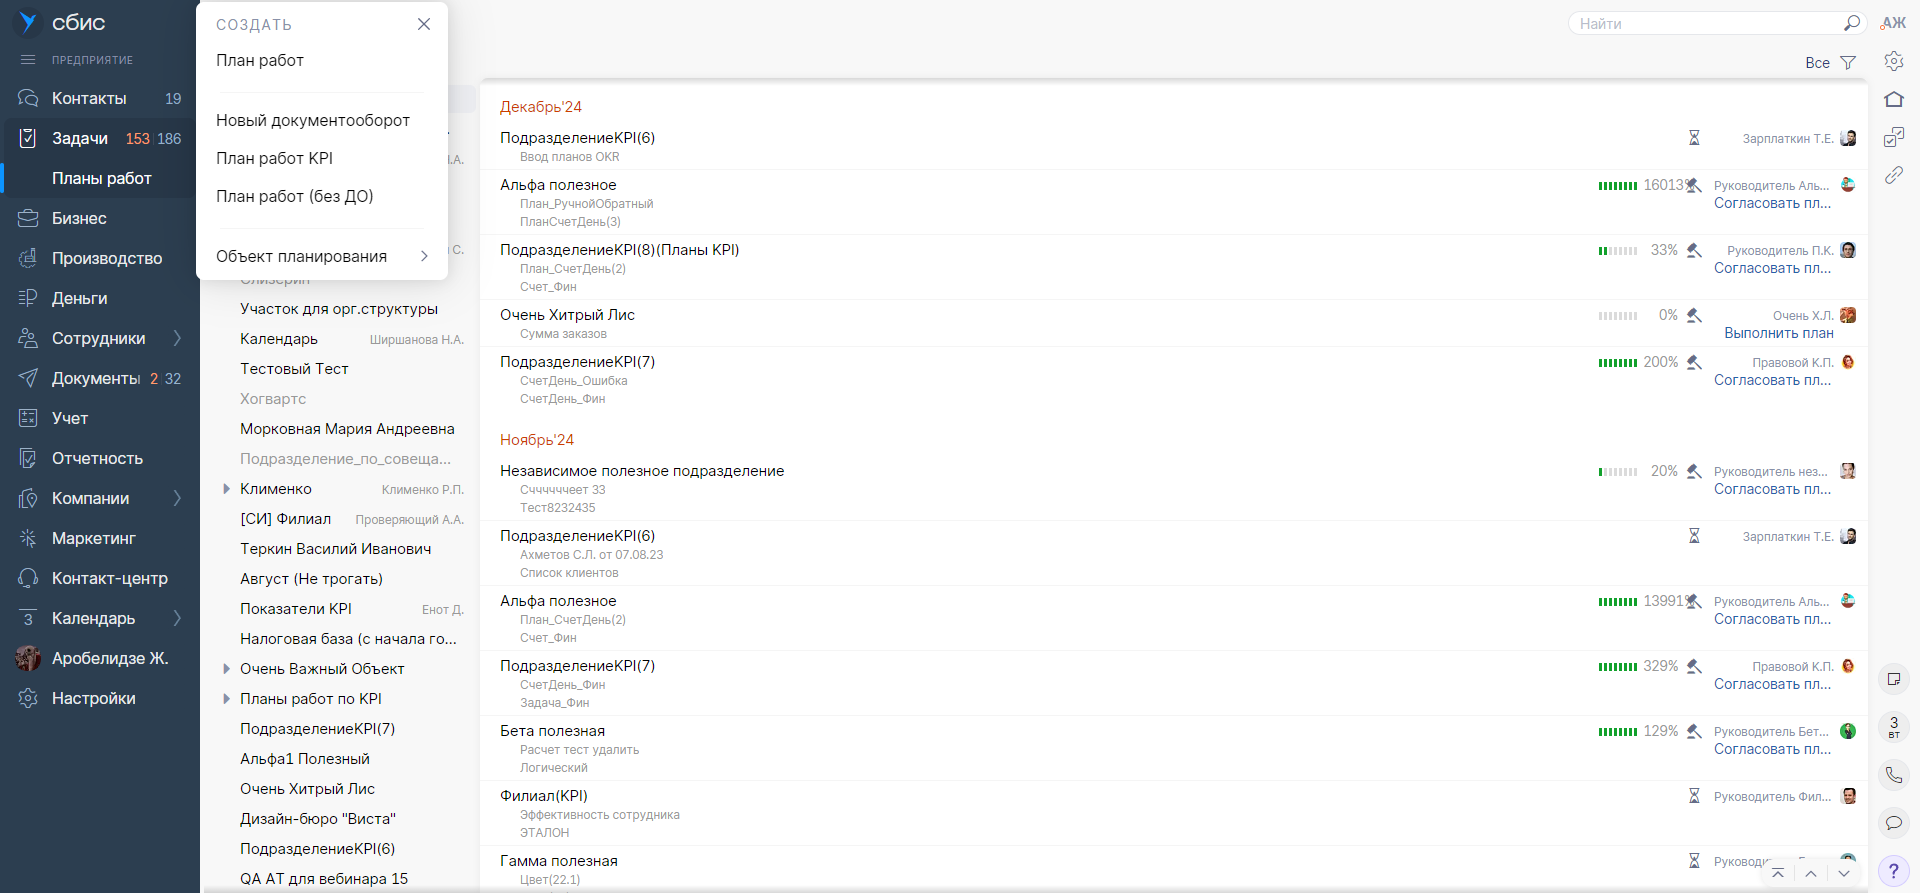 сбис
ПРЕДПРИЯТИЕ
Контакты 19
Задачи 153 186
Планы работ
Бизнес
Производство
Деньги
Сотрудники
Документы 2 32
Учет
Отчетность
Компании
Маркетинг
Контакт-центр
3 Календарь
Аробелидзе Ж.
Настройки
СОЗДАТЬ
План работ
Новый документооборот
План работ KPI
План работ (без ДО)
Объект планирования
Слизерин
Участок для орг.структуры
Календарь Ширшанова Н.А.
Тестовый Тест
Хогвартс
Морковная Мария Андреевна
Подразделение_по_совеща...
Клименко Клименко Р.П.
[СИ] Филиал Проверяющий А.А.
Теркин Василий Иванович
Август (Не трогать)
Показатели KPI Енот Д.
Налоговая база (с начала го...
Очень Важный Объект
Планы работ по KPI
ПодразделениеKPI(7)
Альфа1 Полезный
Очень Хитрый Лис
Дизайн-бюро "Виста"
ПодразделениеKPI(6)
QA АТ для вебинара 15
Найти
Все
Декабрь'24
ПодразделениеKPI(6) Зарплаткин Т.Е.
Ввод планов OKR
Альфа полезное 16013% Руководитель Аль...
План_РучнойОбратный Согласовать пл...
ПланСчетДень(3)
ПодразделениеKPI(8)(Планы KPI) 33% Руководитель П.К.
План_СчетДень(2) Согласовать пл...
Счет_Фин
Очень Хитрый Лис 0% Очень Х.Л.
Сумма заказов Выполнить план
ПодразделениеKPI(7) 200% Правовой К.П.
СчетДень_Ошибка Согласовать пл...
СчетДень_Фин
Ноябрь'24
Независимое полезное подразделение 20% Руководитель нез...
Сччччччеет 33 Согласовать пл...
Тест8232435
ПодразделениеKPI(6) Зарплаткин Т.Е.
Ахметов С.Л. от 07.08.23
Список клиентов
Альфа полезное 13991% Руководитель Аль...
План_СчетДень(2) Согласовать пл...
Счет_Фин
ПодразделениеKPI(7) 329% Правовой К.П.
СчетДень_Фин Согласовать пл...
Задача_Фин
Бета полезная 129% Руководитель Бет...
Расчет тест удалить Согласовать пл...
Логический
Филиал(KPI) Руководитель Фил...
Эффективность сотрудника
ЭТАЛОН
Гамма полезная
Цвет(22.1)
АЖ
3
вт
?